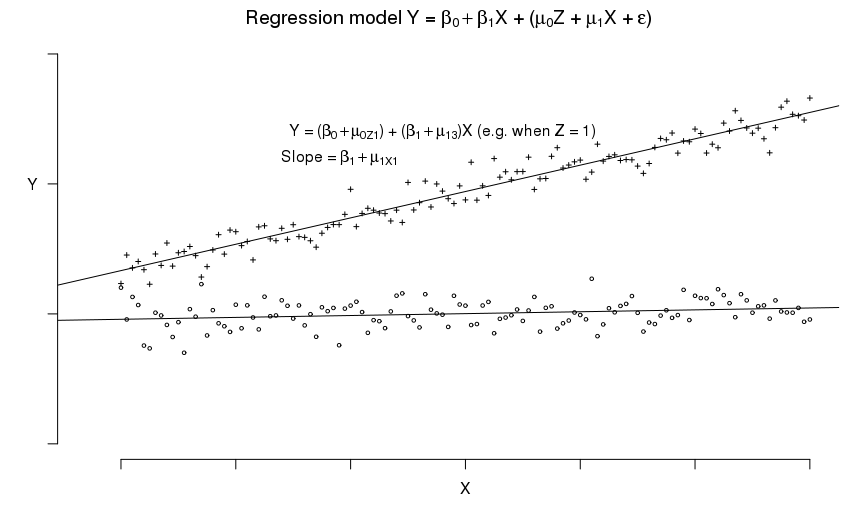 Regression model Y = β₀ + β₁X + (μ₀Z + μ₁X + ε)
Y = (β₀ + μ₀Z₁) + (β₁ + μ₁₃)X (e.g. when Z = 1)
Slope = β₁ + μ₁X₁
Y
X